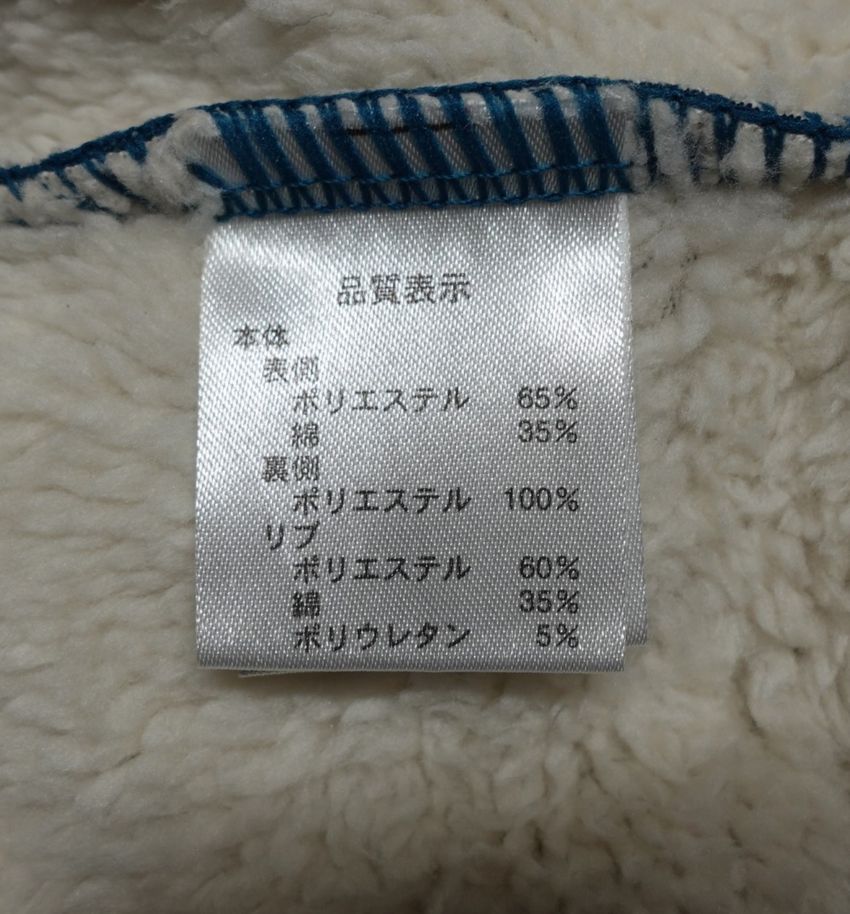 品質表示
本体
表側
ポリエステル 65%
綿 35%
裏側
ポリエステル 100%
リブ
ポリエステル 60%
綿 35%
ポリウレタン 5%